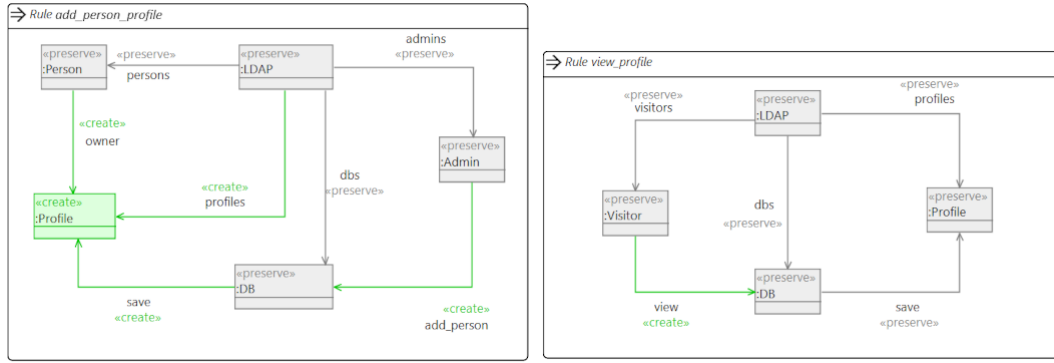 Rule add_person_profile
admins
«preserve»
«preserve»
:Person
«preserve»
persons
«preserve»
:LDAP
«create»
owner
«preserve»
:Admin
dbs
«preserve»
«create»
profiles
«create»
:Profile
«preserve»
:DB
save
«create»
«create»
add_person
Rule view_profile
«preserve»
visitors
«preserve»
:LDAP
«preserve»
profiles
«preserve»
:Visitor
dbs
«preserve»
«preserve»
:Profile
«preserve»
:DB
view
«create»
save
«preserve»